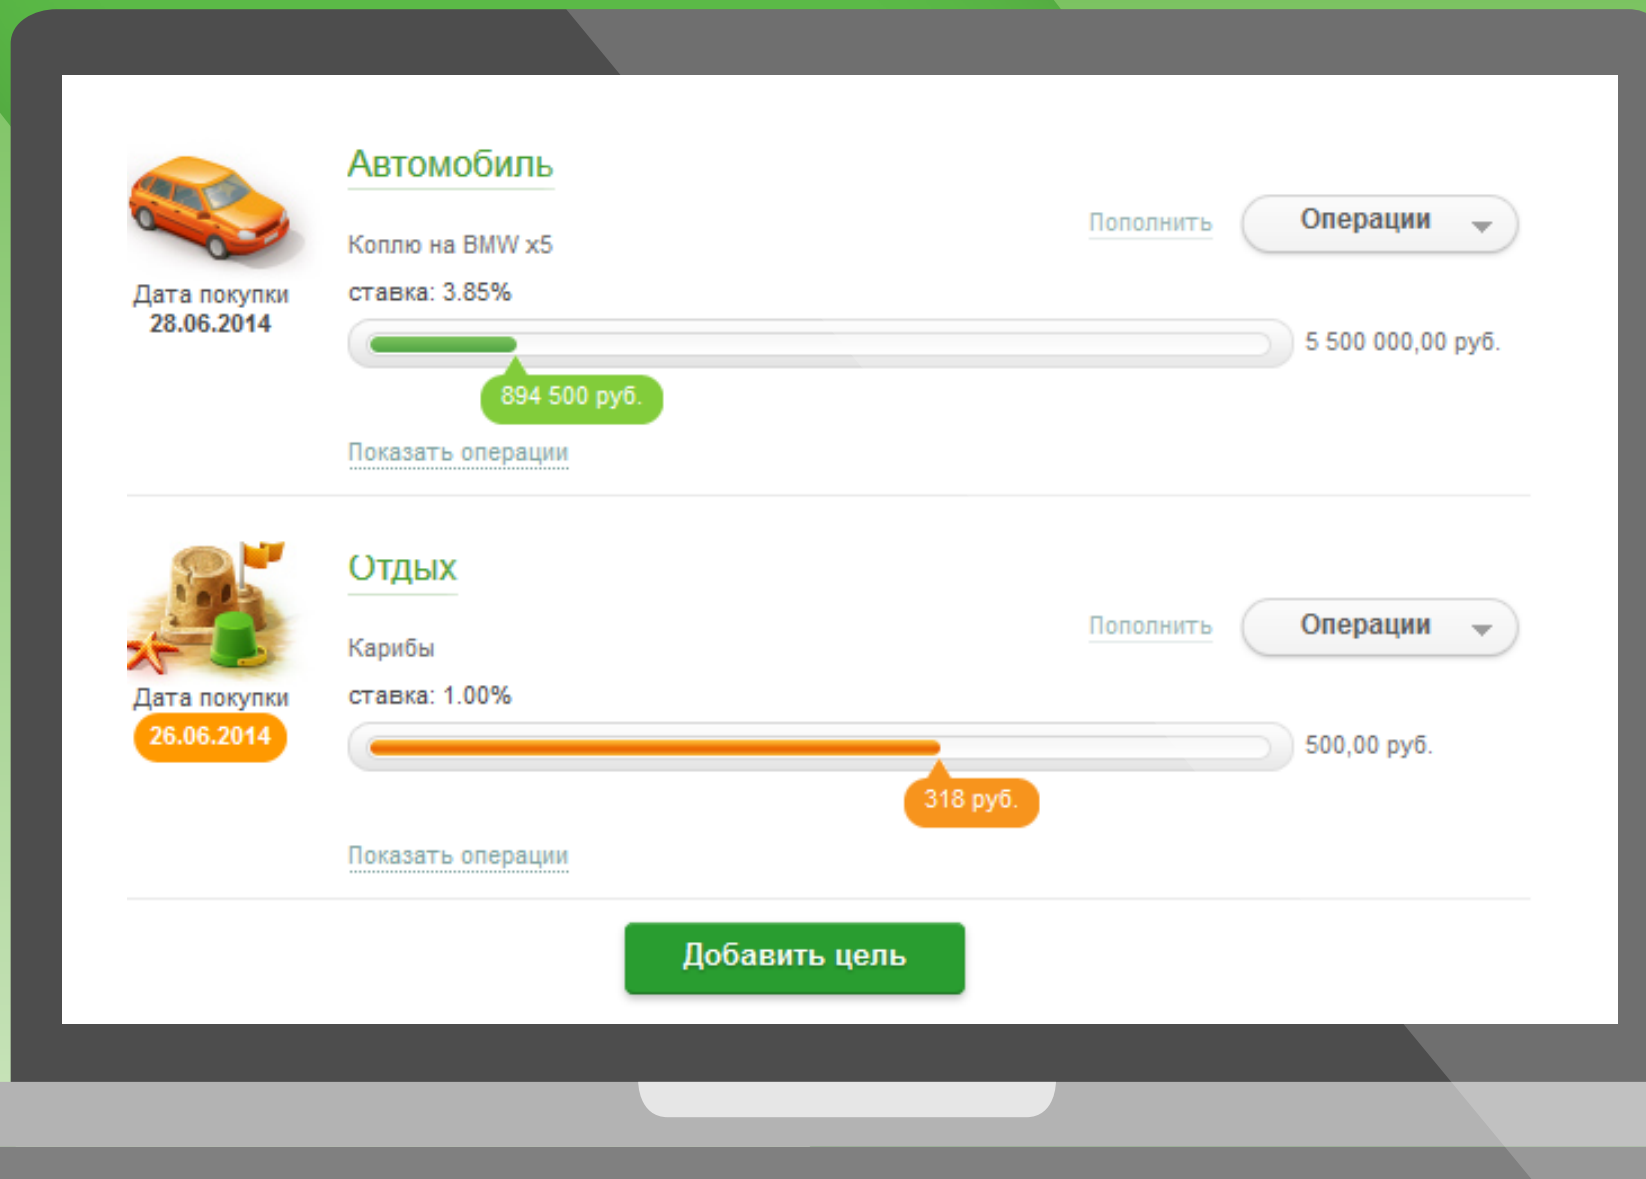 Автомобиль
Пополнить
Операции
Коплю на BMW x5
Дата покупки
28.06.2014
ставка: 3.85%
5 500 000,00 руб.
894 500 руб.
Показать операции
Отдых
Пополнить
Операции
Карибы
Дата покупки
26.06.2014
ставка: 1.00%
500,00 руб.
318 руб.
Показать операции
Добавить цель